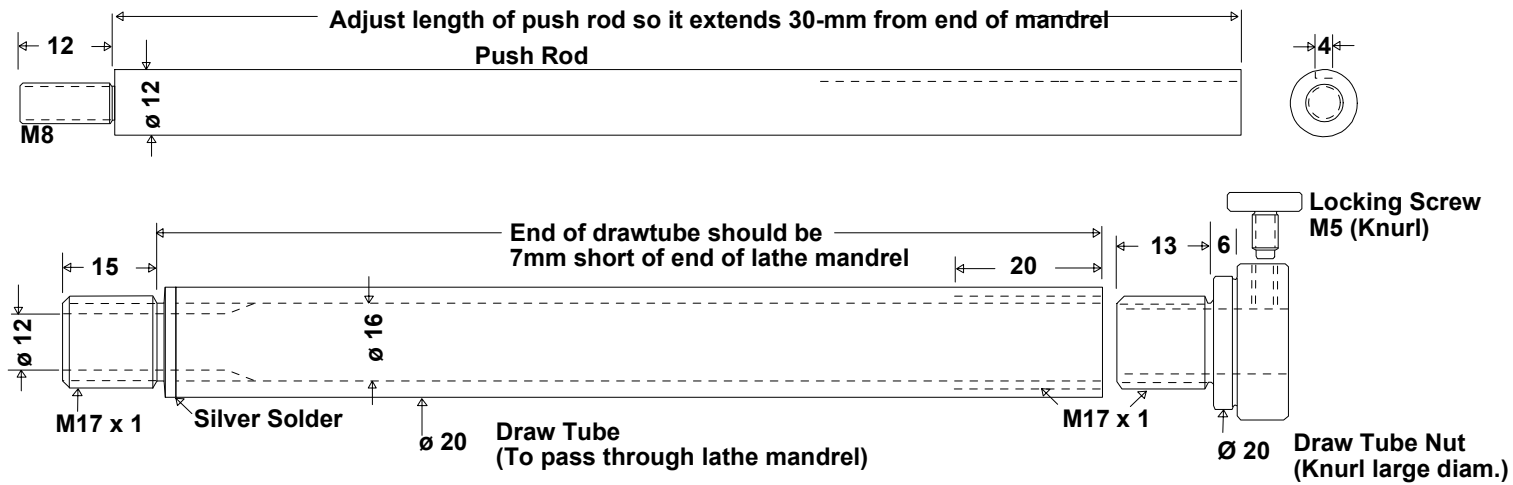 Adjust length of push rod so it extends 30-mm from end of mandrel
12
Push Rod
4
ø 12
M8
Locking Screw
M5 (Knurl)
End of drawtube should be
7mm short of end of lathe mandrel
15
20
13
6
ø 12
ø 16
M17 x 1
Silver Solder
ø 20
Draw Tube
(To pass through lathe mandrel)
M17 x 1
Ø 20
Draw Tube Nut
(Knurl large diam.)